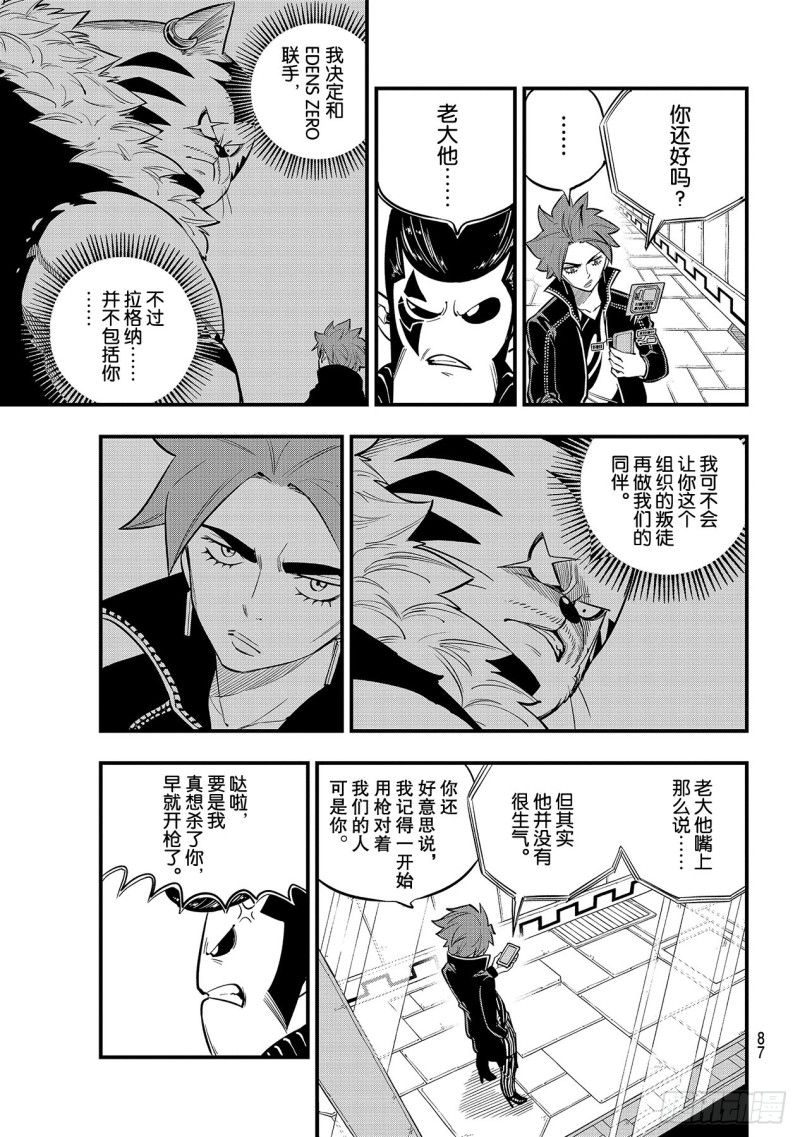 你还好吗？
……
老大他……
我决定和
EDENS ZERO
联手，
不过
拉格纳……
并不包括你
……
我可不会
让你这个
组织的叛徒
再做我们的
同伴。
老大他嘴上
那么说……
但其实
他并没有
很生气。
你还
好意思说，
我记得一开始
用枪对着
我们的人
可是你。
哒啦，
要是我
真想杀了你，
早就开枪了。
87